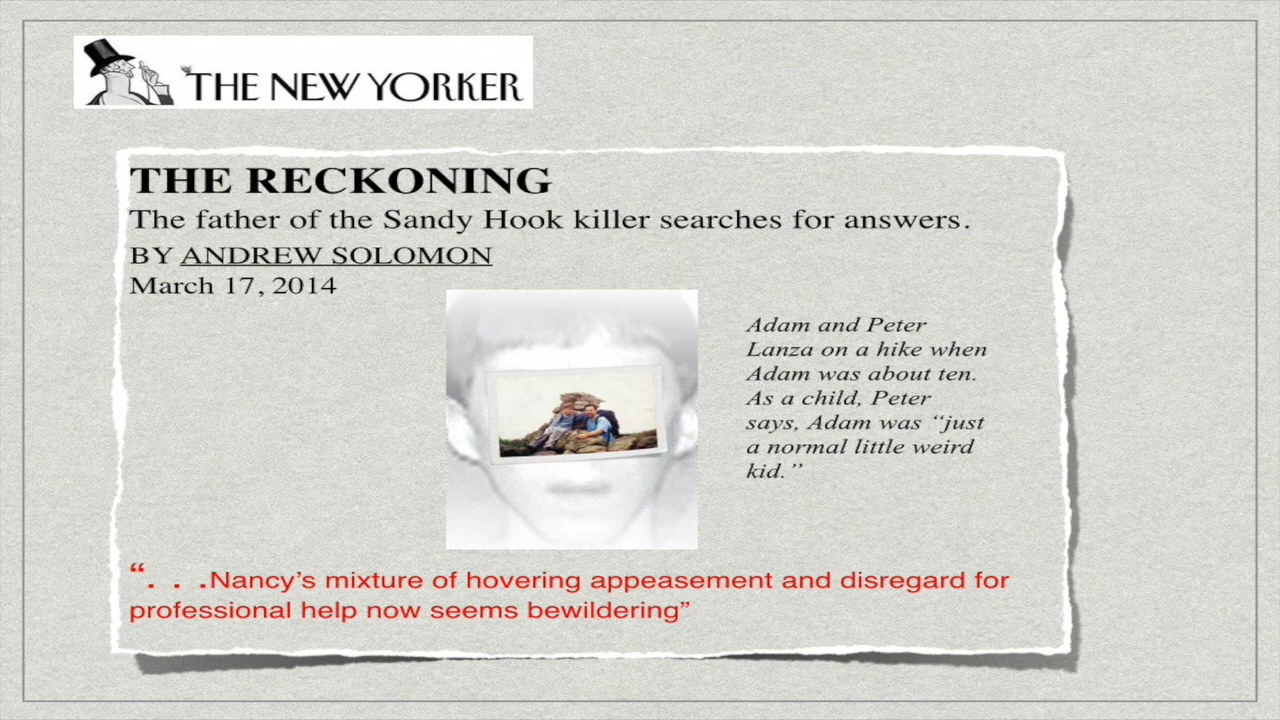 THE NEW YORKER
THE RECKONING
The father of the Sandy Hook killer searches for answers.
BY ANDREW SOLOMON
March 17, 2014
Adam and Peter
Lanza on a hike when
Adam was about ten.
As a child, Peter
says, Adam was “just
a normal little weird
kid.”
“. . .Nancy’s mixture of hovering appeasement and disregard for
professional help now seems bewildering”